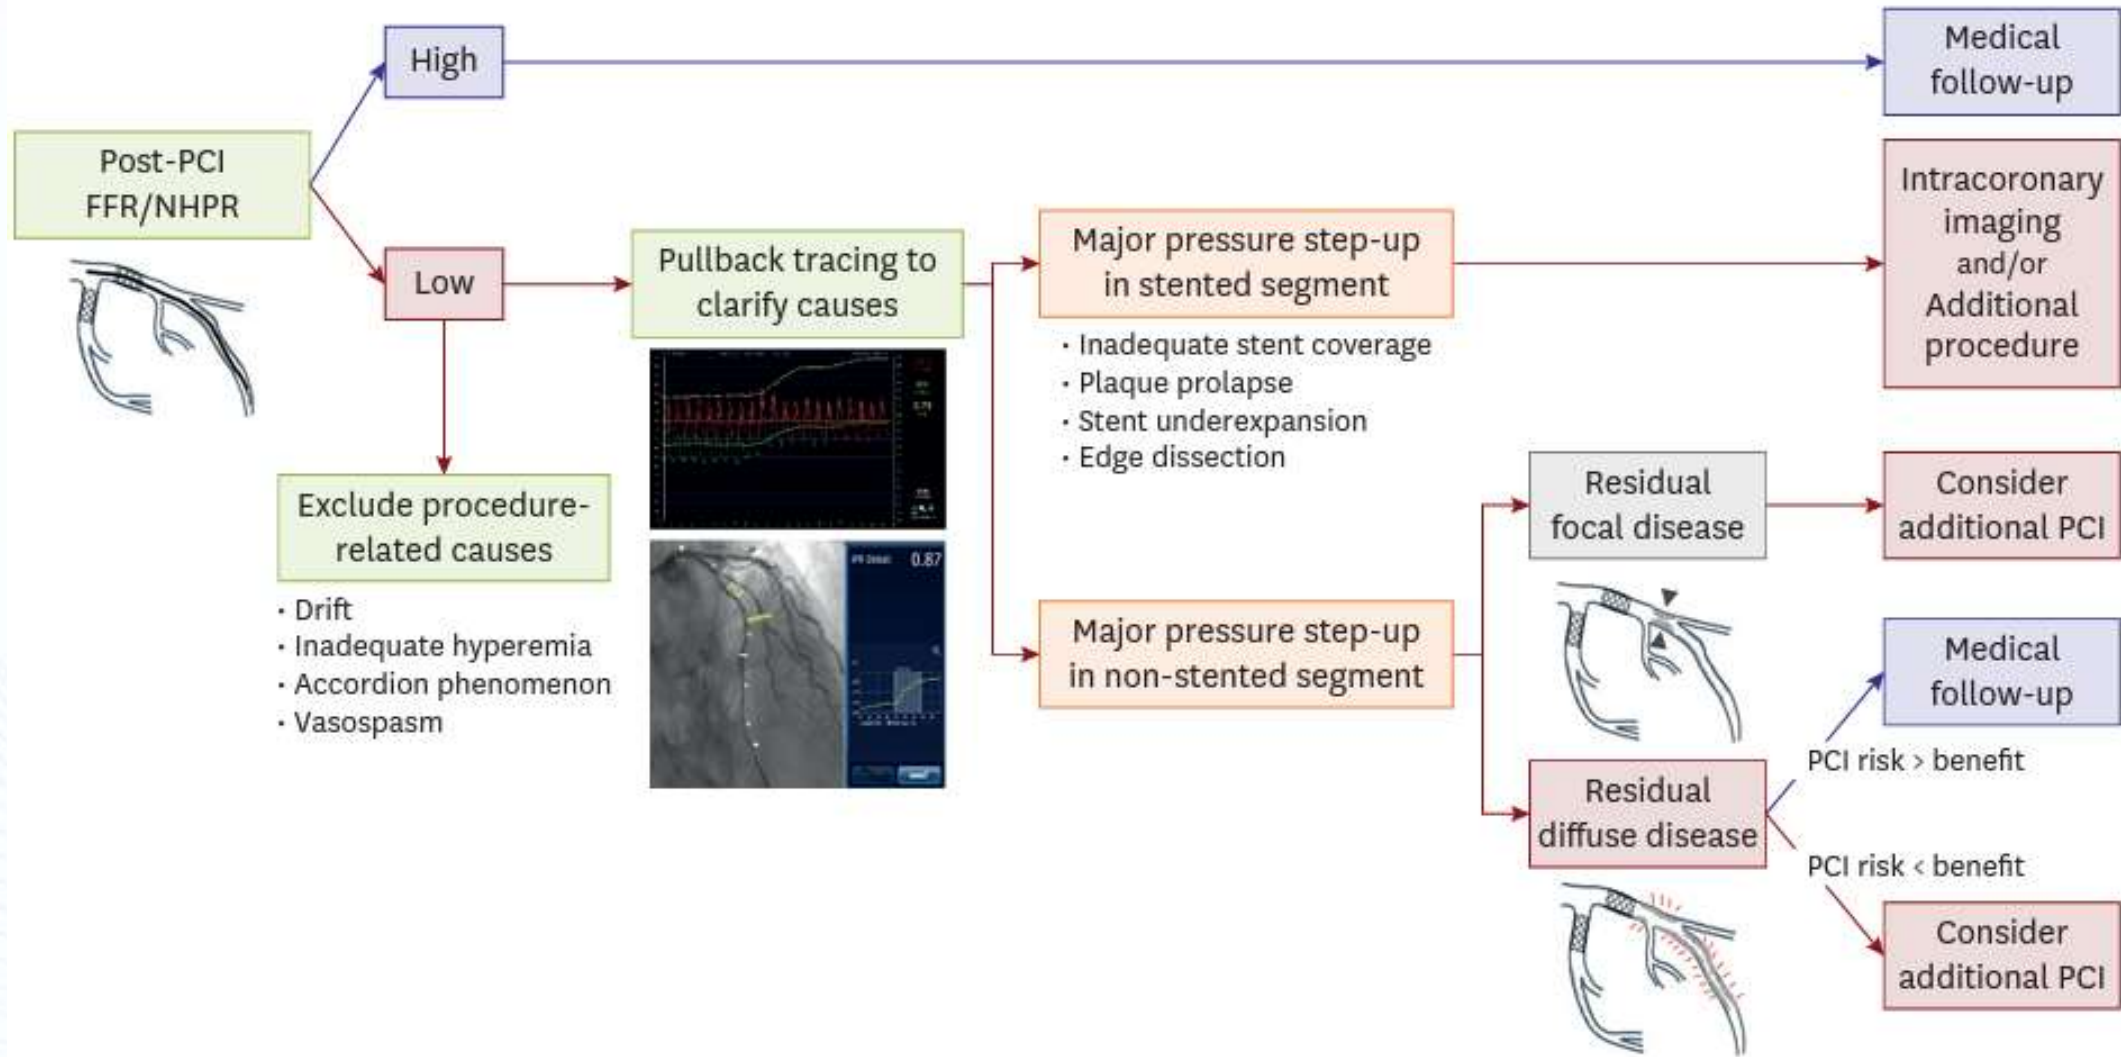 High
Medical
follow-up
Post-PCI
FFR/NHPR
Low
Pullback tracing to
clarify causes
Major pressure step-up
in stented segment
Intracoronary
imaging
and/or
Additional
procedure
· Inadequate stent coverage
· Plaque prolapse
· Stent underexpansion
· Edge dissection
Exclude procedure-
related causes
· Drift
· Inadequate hyperemia
· Accordion phenomenon
· Vasospasm
0.87
Major pressure step-up
in non-stented segment
Residual
focal disease
Consider
additional PCI
Residual
diffuse disease
Medical
follow-up
PCI risk > benefit
PCI risk < benefit
Consider
additional PCI